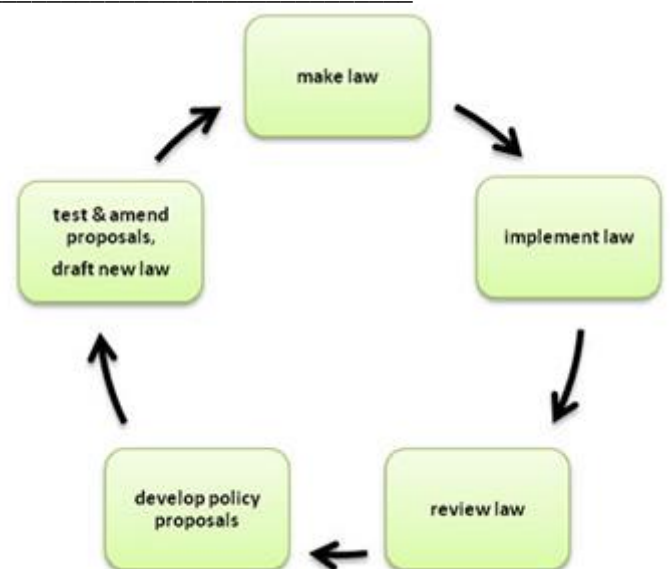 make law
implement law
review law
develop policy
proposals
test & amend
proposals,
draft new law